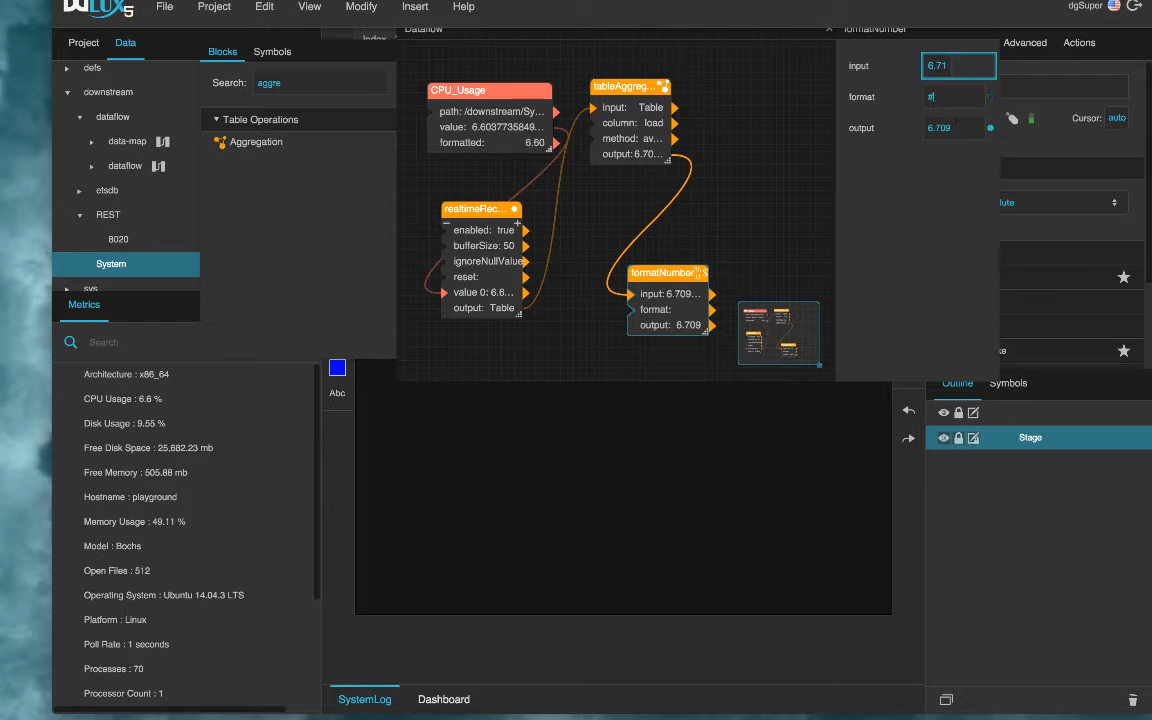 DGLUX5
File Project Edit View Modify Insert Help
dgSuper
Project Data
Blocks Symbols
Search: aggre
Table Operations
Aggregation
defs
downstream
dataflow
data-map
dataflow
etsdb
REST
8020
System
sys
Metrics
Search
Architecture : x86_64
CPU Usage : 6.6 %
Disk Usage : 9.55 %
Free Disk Space : 25,682.23 mb
Free Memory : 505.88 mb
Hostname : playground
Memory Usage : 49.11 %
Model : Bochs
Open Files : 512
Operating System : Ubuntu 14.04.3 LTS
Platform : Linux
Poll Rate : 1 seconds
Processes : 70
Processor Count : 1
Index
Dataflow
CPU_Usage
path: /downstream/Sy...
value: 6.6037735849...
formatted: 6.60
tableAggreg...
input: Table
column: load
method: av...
output: 6.70...
realtimeRec...
enabled: true
bufferSize: 50
ignoreNullValue
reset:
value 0: 6.6...
output: Table
formatNumber
input: 6.709...
format:
output: 6.709
formatNumber
input 6.71
format #
output 6.709
Advanced Actions
Cursor: auto
lute
ke
Abc
Outline Symbols
Stage
SystemLog Dashboard